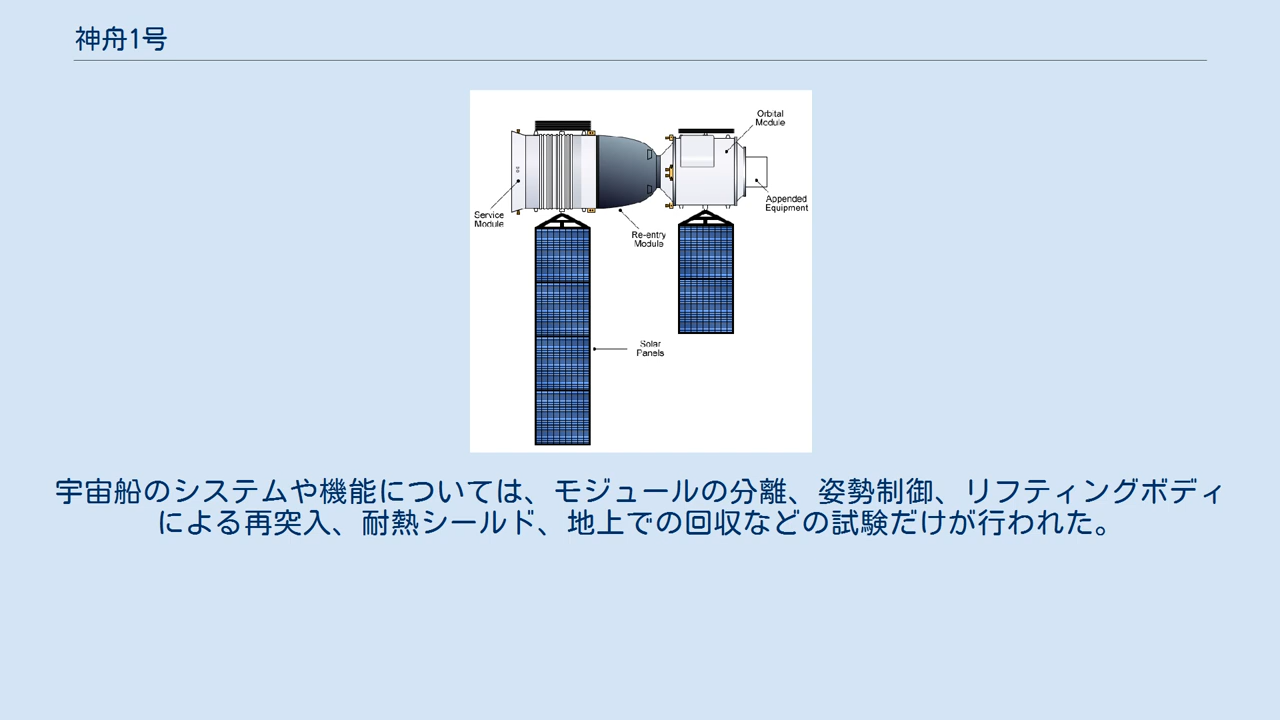 神舟1号
Orbital
Module
Appended
Equipment
Service
Module
Re-entry
Module
Solar
Panels
宇宙船のシステムや機能については、モジュールの分離、姿勢制御、リフティングボディ
による再突入、耐熱シールド、地上での回収などの試験だけが行われた。